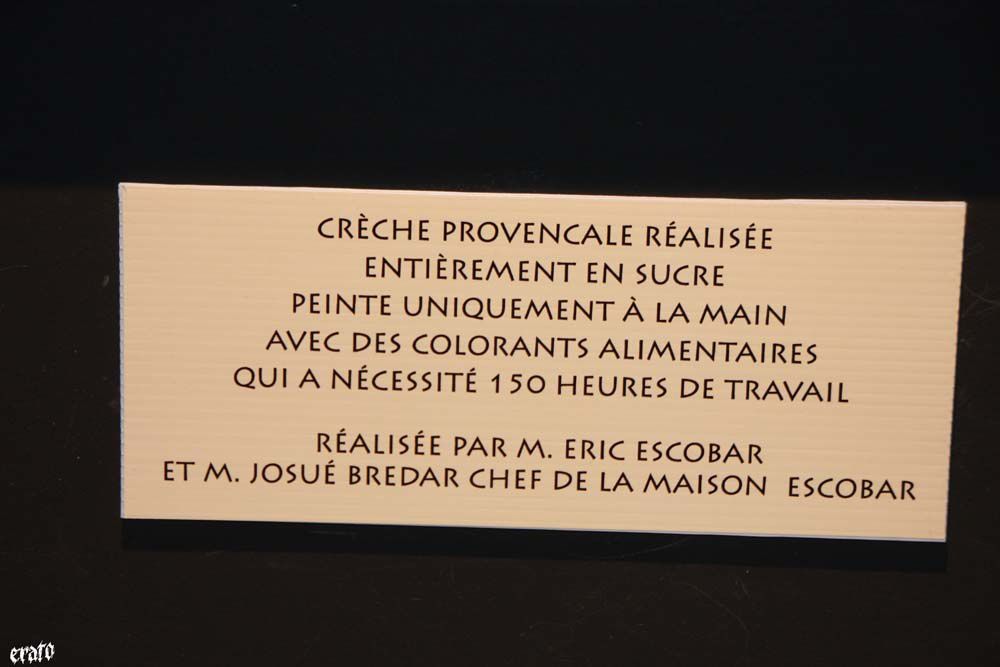 CRÈCHE PROVENCALE RÉALISÉE
ENTIÈREMENT EN SUCRE
PEINTE UNIQUEMENT À LA MAIN
AVEC DES COLORANTS ALIMENTAIRES
QUI A NÉCESSITÉ 150 HEURES DE TRAVAIL
RÉALISÉE PAR M. ERIC ESCOBAR
ET M. JOSUÉ BREDAR CHEF DE LA MAISON ESCOBAR
erato